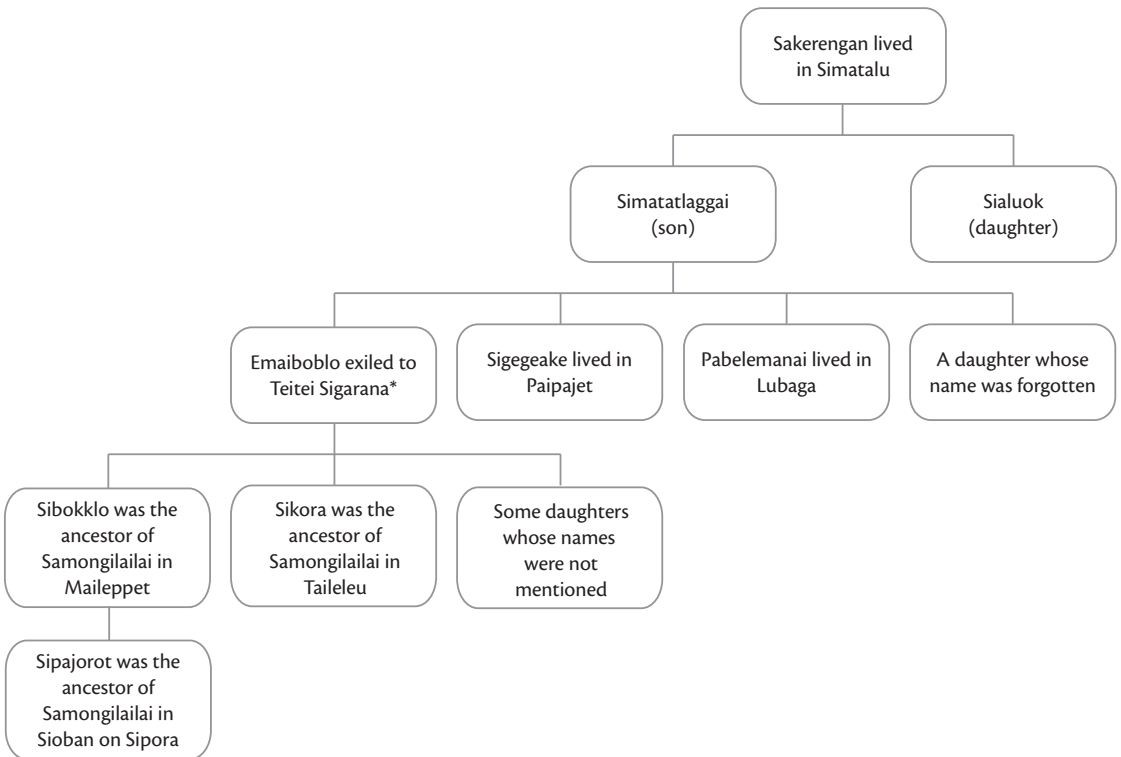 Sakerengan lived
in Simatalu
Simatatlaggai
(son)
Sialuok
(daughter)
Emaiboblo exiled to
Teitei Sigarana*
Sigegeake lived in
Paipajet
Pabelemanai lived in
Lubaga
A daughter whose
name was forgotten
Sibokklo was the
ancestor of
Samongilailai in
Maileppet
Sikora was the
ancestor of
Samongilailai in
Taileleu
Some daughters
whose names
were not
mentioned
Sipajorot was the
ancestor of
Samongilailai in
Sioban on Sipora